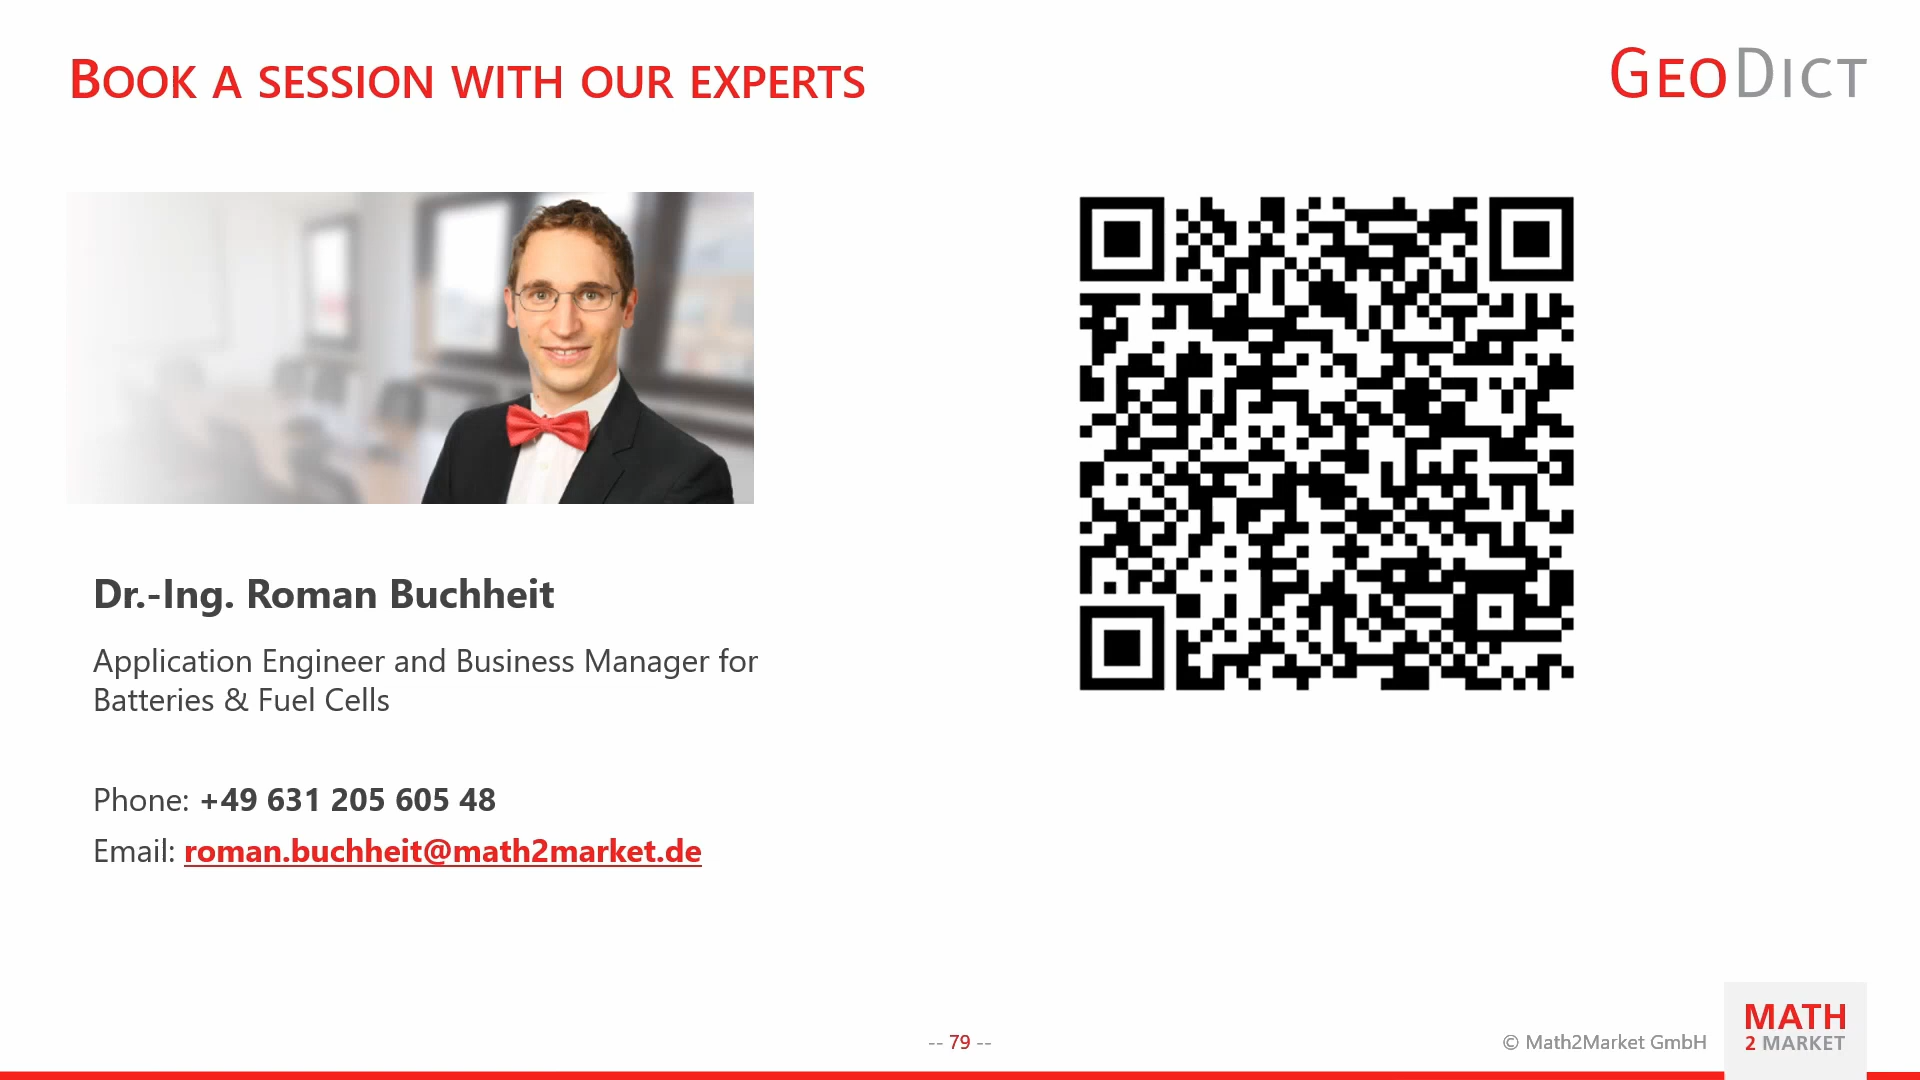 BOOK A SESSION WITH OUR EXPERTS
GEODICT
Dr.-Ing. Roman Buchheit
Application Engineer and Business Manager for
Batteries & Fuel Cells
Phone: +49 631 205 605 48
Email: roman.buchheit@math2market.de
-- 79 --
© Math2Market GmbH
MATH
2 MARKET